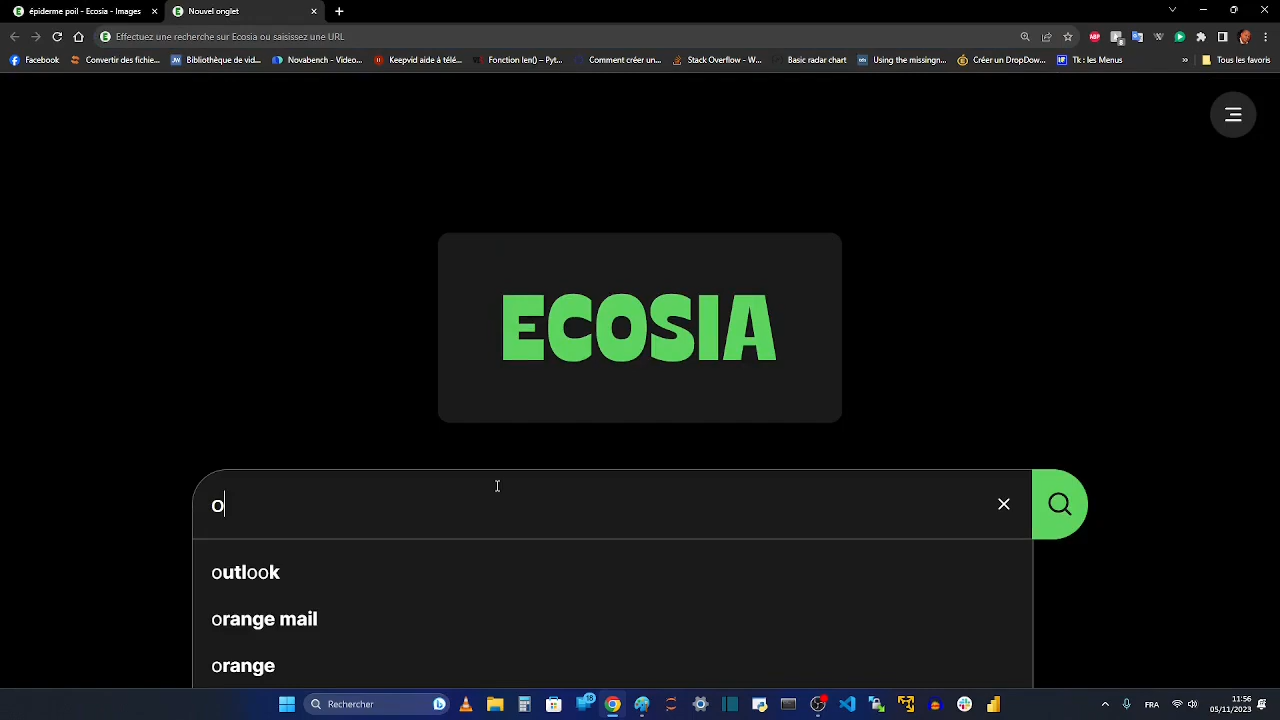 épiderme poil - Ecosia - Images
Nouvel onglet
Effectuez une recherche sur Ecosia ou saisissez une URL
Facebook
Convertir des fichie...
Bibliothèque de vid...
Novabench - Video...
Keepvid aide à télé...
Fonction len() – Pyt...
Comment créer un...
Stack Overflow - W...
Basic radar chart
Using the missingn...
Créer un DropDow...
Tk : les Menus
»
Tous les favoris
ECOSIA
o
outlook
orange mail
orange
Rechercher
FRA
11:56
05/11/2023